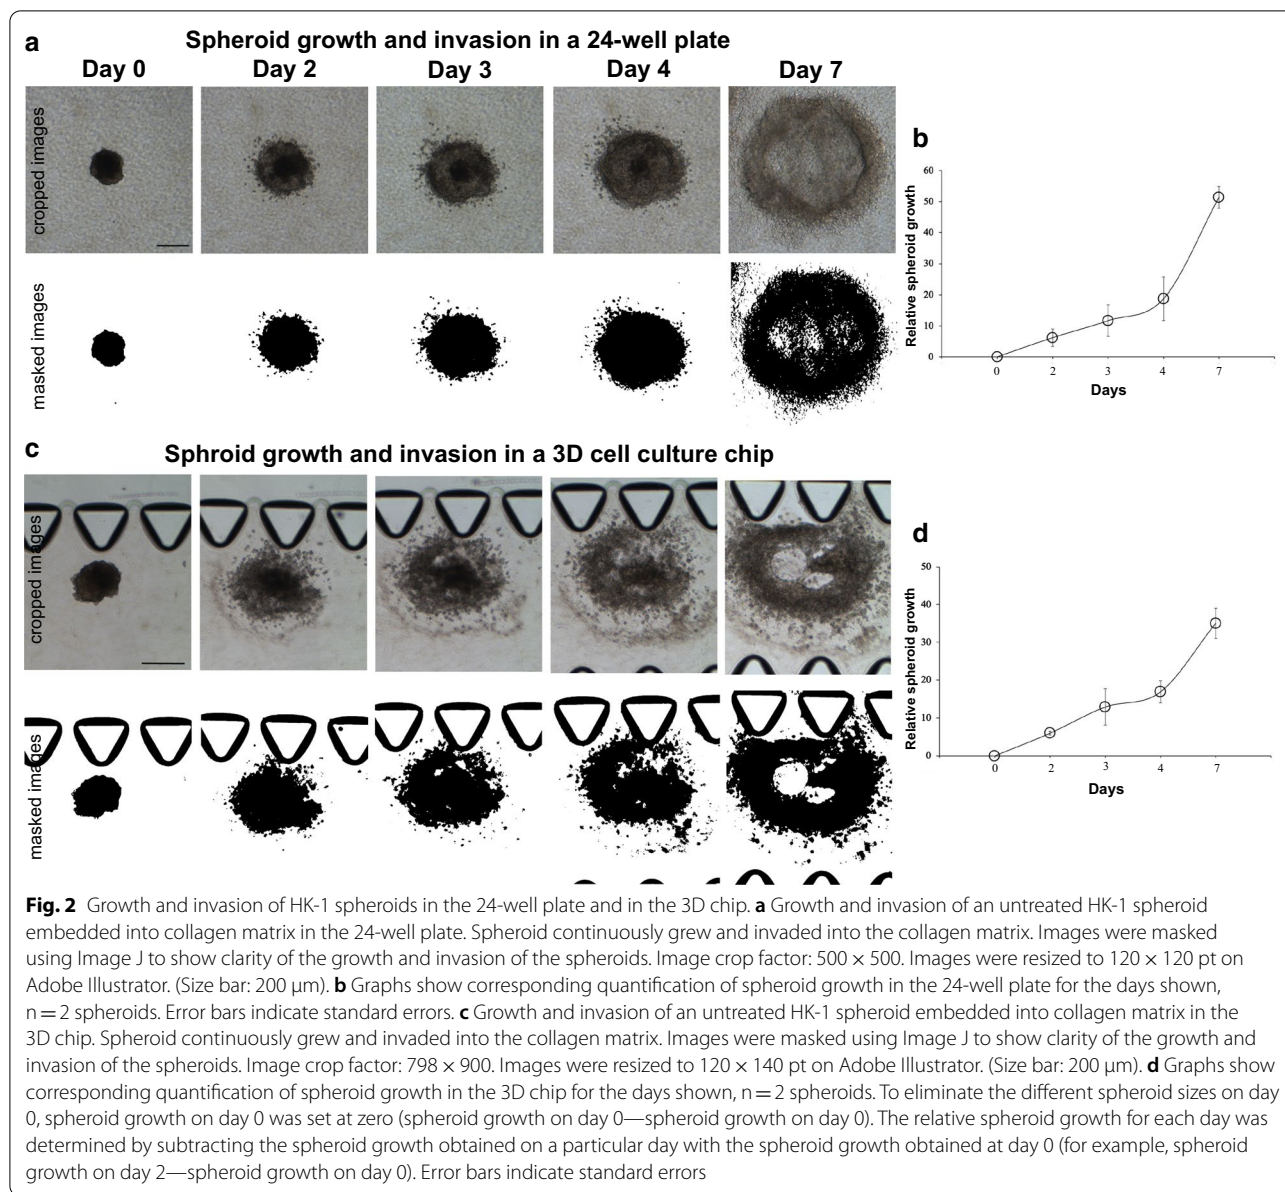 a
Spheroid growth and invasion in a 24-well plate
Day 0 Day 2 Day 3 Day 4 Day 7
cropped images
masked images
b
60
50
40
30
20
10
0
Relative spheroid growth
0 2 3 4 7
Days
c
Sphroid growth and invasion in a 3D cell culture chip
cropped images
masked images
d
50
40
30
20
10
0
Relative spheroid growth
0 2 3 4 7
Days
Fig. 2 Growth and invasion of HK-1 spheroids in the 24-well plate and in the 3D chip. a Growth and invasion of an untreated HK-1 spheroid
embedded into collagen matrix in the 24-well plate. Spheroid continuously grew and invaded into the collagen matrix. Images were masked
using Image J to show clarity of the growth and invasion of the spheroids. Image crop factor: 500 × 500. Images were resized to 120 × 120 pt on
Adobe Illustrator. (Size bar: 200 μm). b Graphs show corresponding quantification of spheroid growth in the 24-well plate for the days shown,
n = 2 spheroids. Error bars indicate standard errors. c Growth and invasion of an untreated HK-1 spheroid embedded into collagen matrix in the
3D chip. Spheroid continuously grew and invaded into the collagen matrix. Images were masked using Image J to show clarity of the growth and
invasion of the spheroids. Image crop factor: 798 × 900. Images were resized to 120 × 140 pt on Adobe Illustrator. (Size bar: 200 μm). d Graphs show
corresponding quantification of spheroid growth in the 3D chip for the days shown, n = 2 spheroids. To eliminate the different spheroid sizes on day
0, spheroid growth on day 0 was set at zero (spheroid growth on day 0—spheroid growth on day 0). The relative spheroid growth for each day was
determined by subtracting the spheroid growth obtained on a particular day with the spheroid growth obtained at day 0 (for example, spheroid
growth on day 2—spheroid growth on day 0). Error bars indicate standard errors